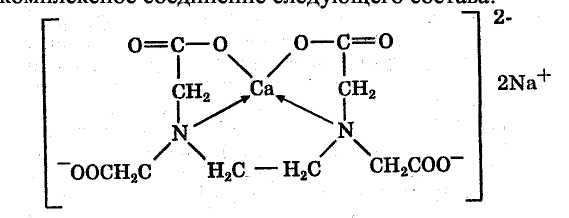 комплексное соединение следующего состава:
2-
O=C—O O—C=O
CH₂ Ca CH₂ 2Na⁺
N N
⁻OOCH₂C H₂C—H₂C CH₂COO⁻